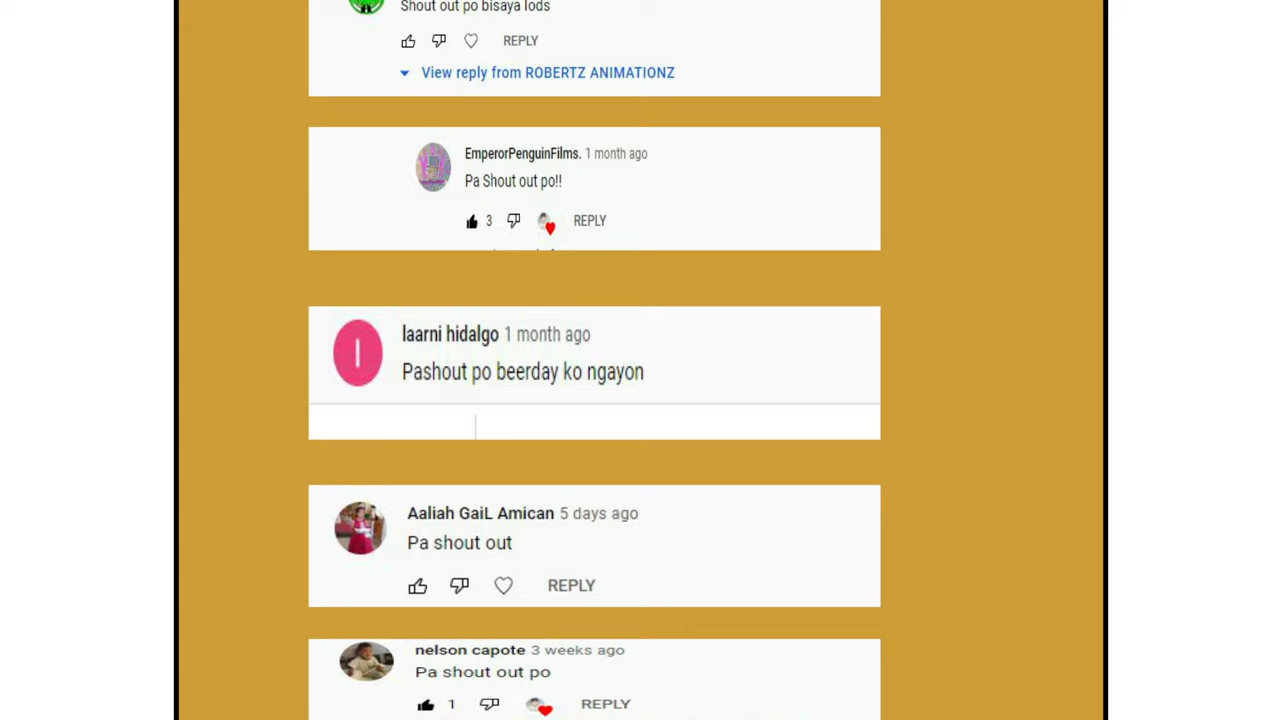 Shout out po bisaya lods
REPLY
View reply from ROBERTZ ANIMATIONZ
EmperorPenguinFilms. 1 month ago
Pa Shout out po!!
3 REPLY
I
laarni hidalgo 1 month ago
Pashout po beerday ko ngayon
Aaliah GaiL Amican 5 days ago
Pa shout out
REPLY
nelson capote 3 weeks ago
Pa shout out po
1 REPLY